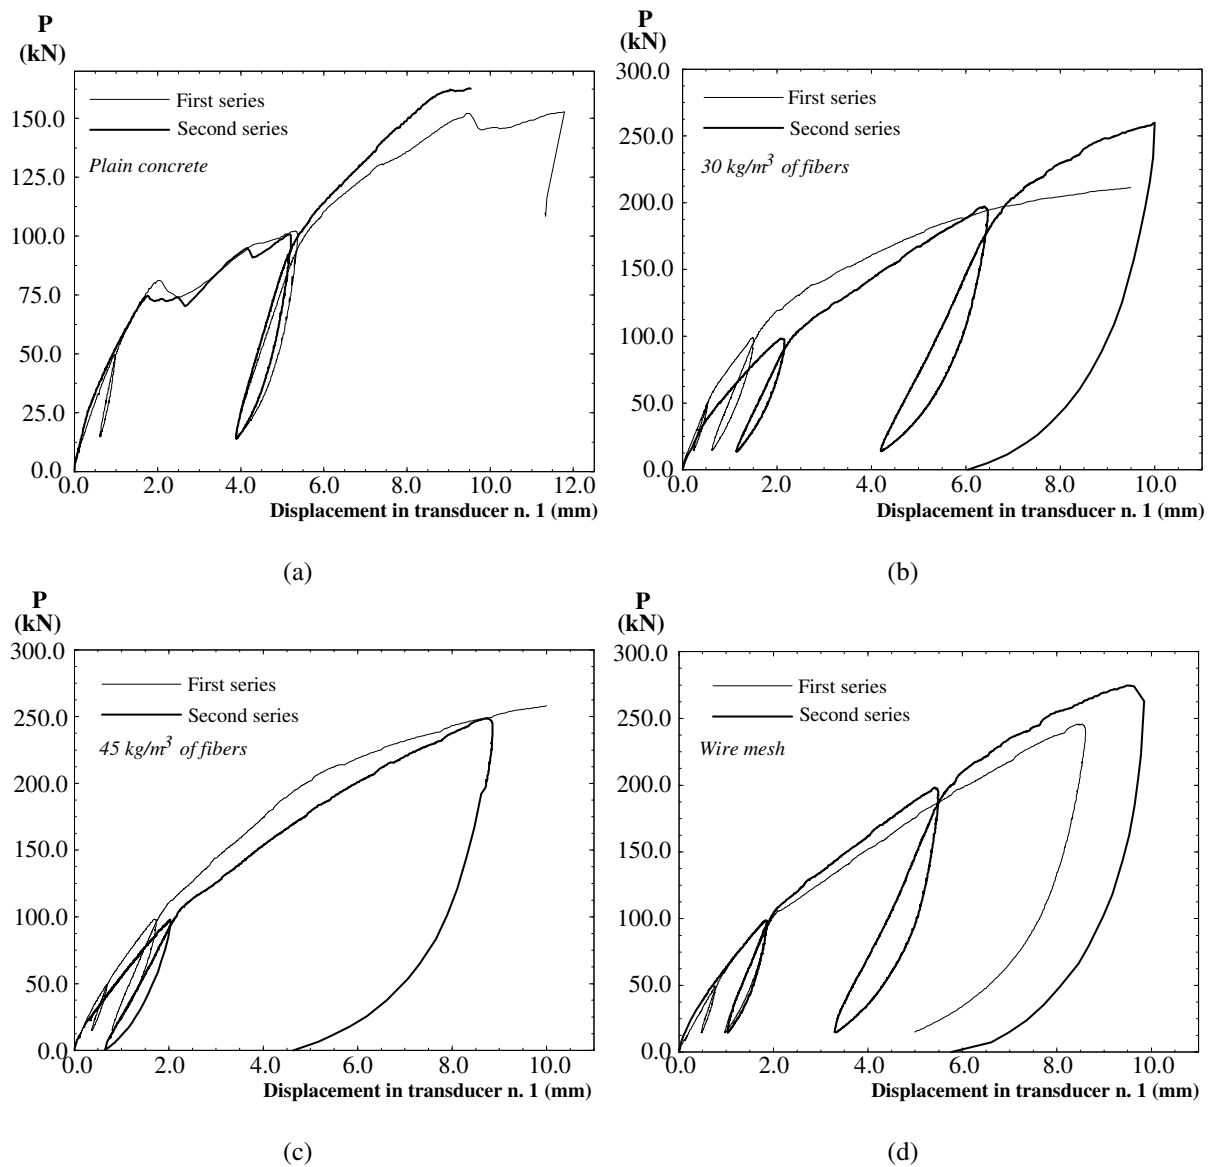 P
(kN)
First series
Second series
Plain concrete
150.0
125.0
100.0
75.0
50.0
25.0
0.0
0.0 2.0 4.0 6.0 8.0 10.0 12.0
Displacement in transducer n. 1 (mm)
(a)
P
(kN)
300.0
First series
Second series
250.0
30 kg/m³ of fibers
200.0
150.0
100.0
50.0
0.0
0.0 2.0 4.0 6.0 8.0 10.0
Displacement in transducer n. 1 (mm)
(b)
P
(kN)
300.0
First series
Second series
250.0
45 kg/m³ of fibers
200.0
150.0
100.0
50.0
0.0
0.0 2.0 4.0 6.0 8.0 10.0
Displacement in transducer n. 1 (mm)
(c)
P
(kN)
300.0
First series
Second series
250.0
Wire mesh
200.0
150.0
100.0
50.0
0.0
0.0 2.0 4.0 6.0 8.0 10.0
Displacement in transducer n. 1 (mm)
(d)